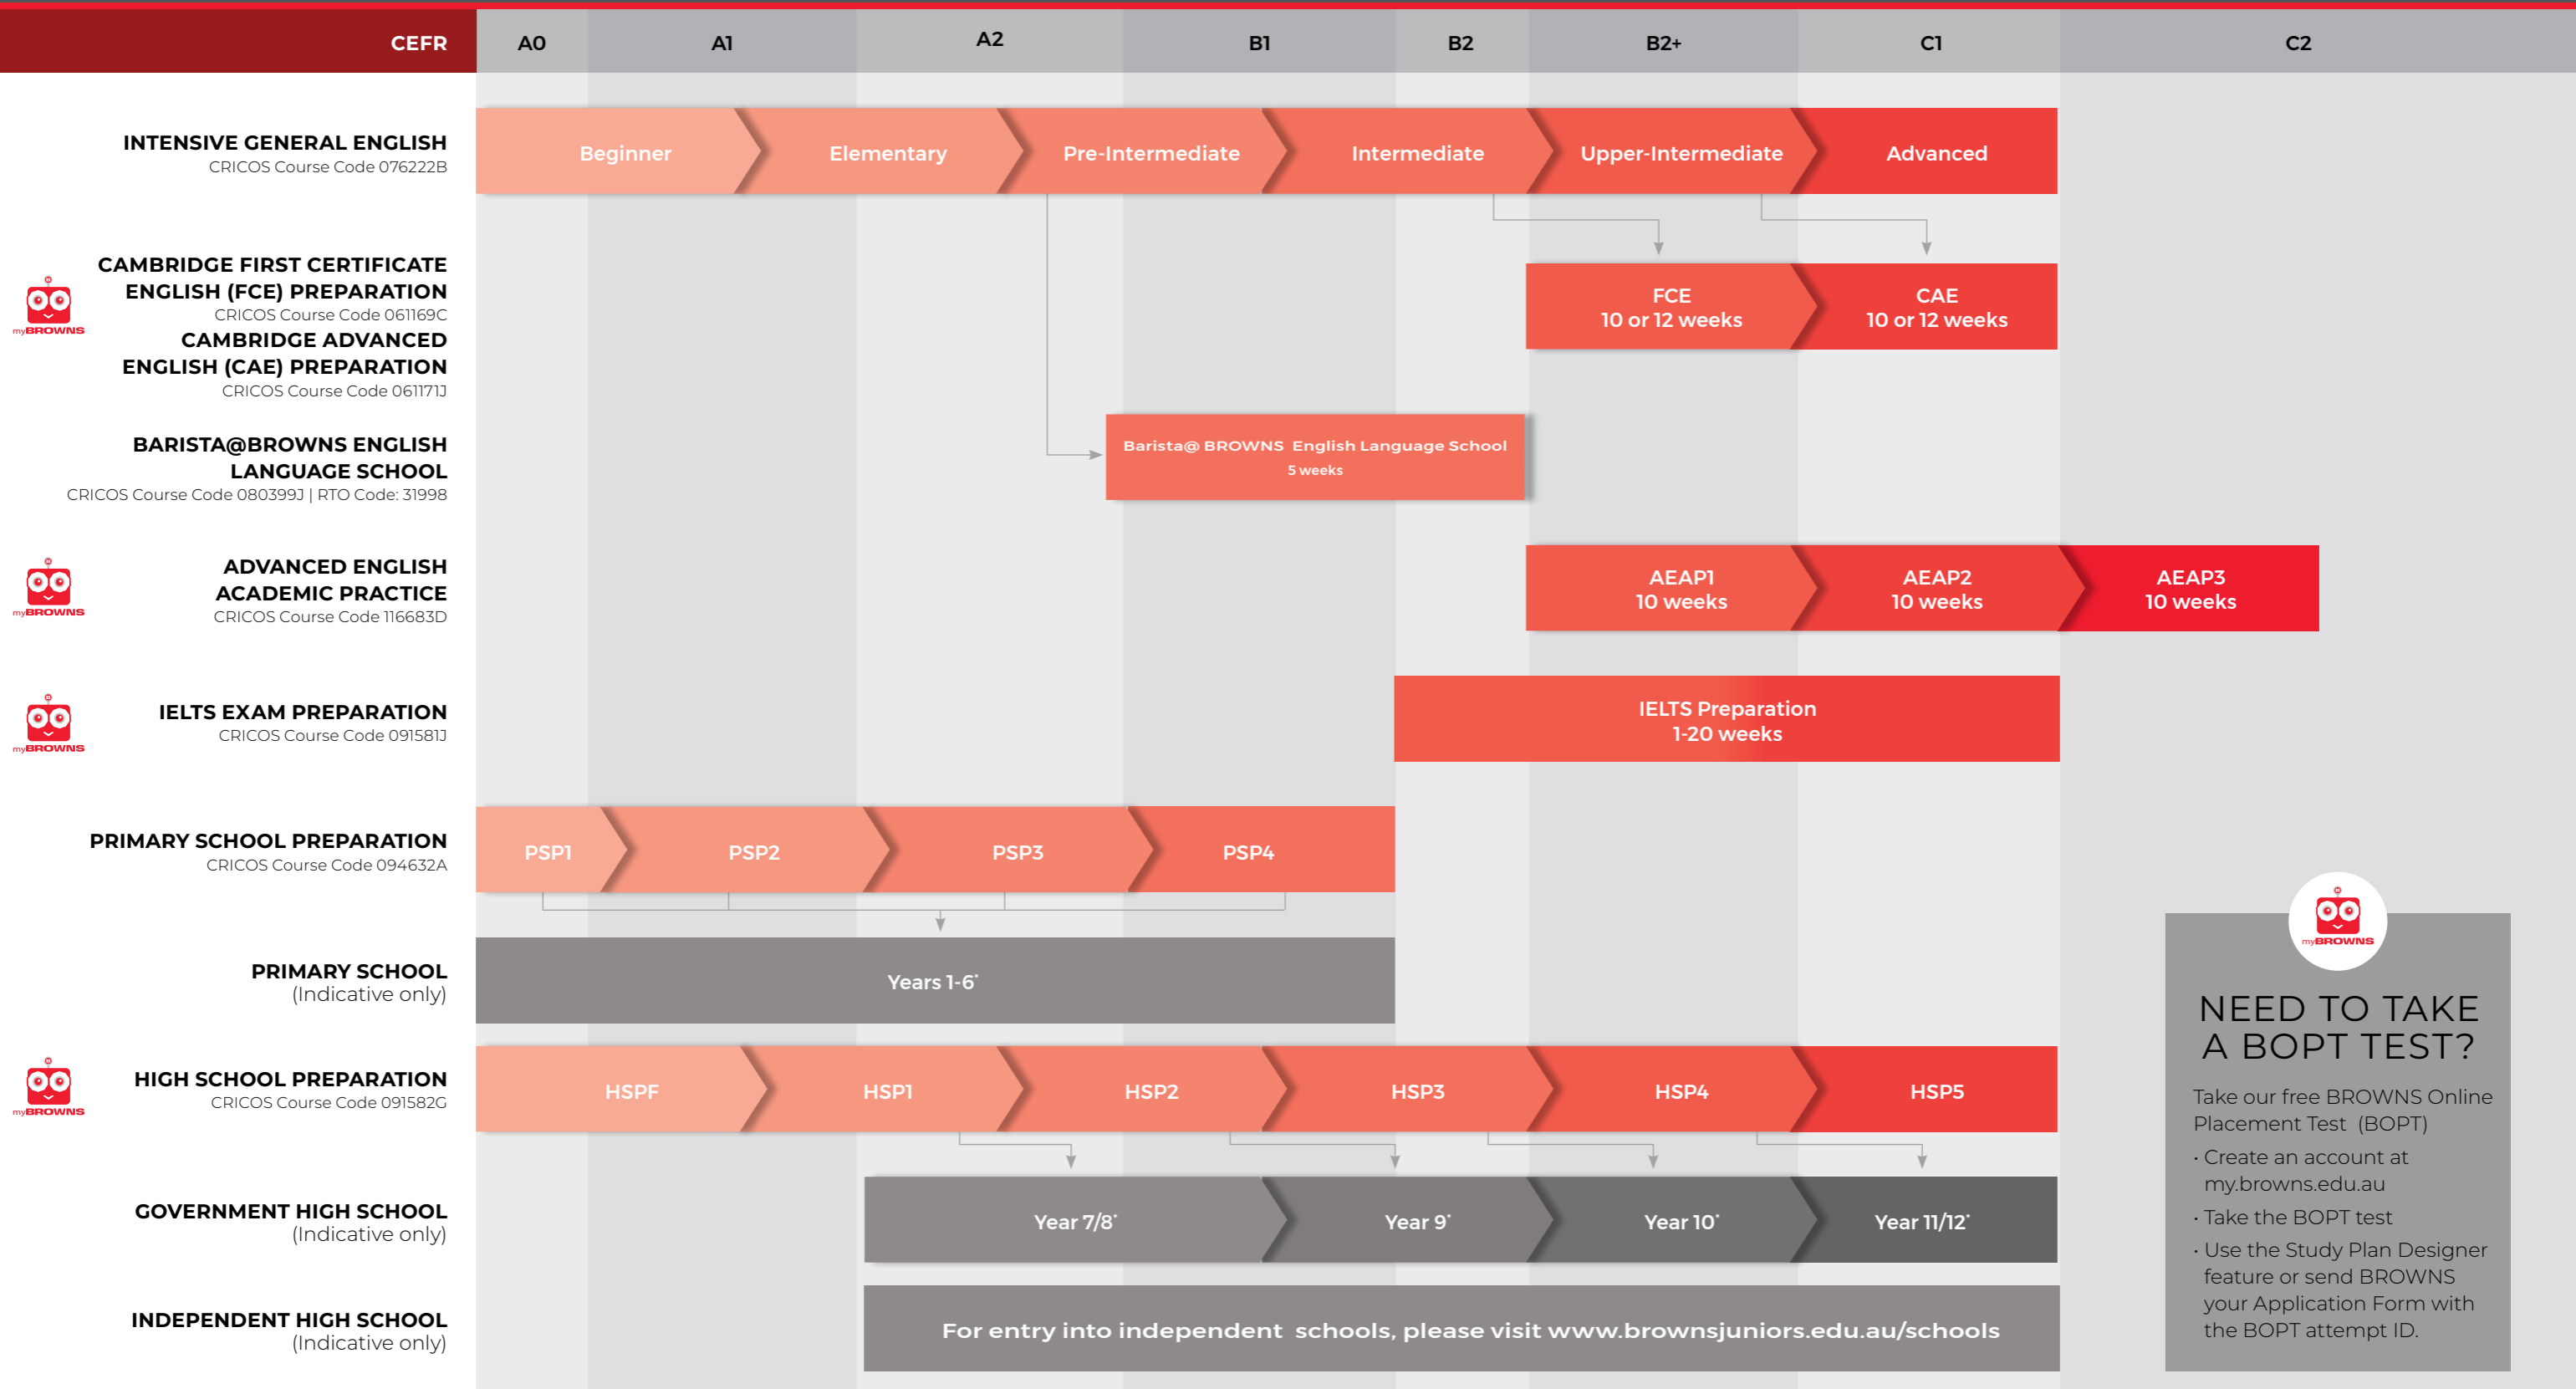 CEFR
A0
A1
A2
B1
B2
B2+
C1
C2
INTENSIVE GENERAL ENGLISH
CRICOS Course Code 076222B
Beginner
Elementary
Pre-Intermediate
Intermediate
Upper-Intermediate
Advanced
myBROWNS
CAMBRIDGE FIRST CERTIFICATE
ENGLISH (FCE) PREPARATION
CRICOS Course Code 061169C
CAMBRIDGE ADVANCED
ENGLISH (CAE) PREPARATION
CRICOS Course Code 061171J
FCE
10 or 12 weeks
CAE
10 or 12 weeks
BARISTA@BROWNS ENGLISH
LANGUAGE SCHOOL
CRICOS Course Code 080399J | RTO Code: 31998
Barista@ BROWNS English Language School
5 weeks
myBROWNS
ADVANCED ENGLISH
ACADEMIC PRACTICE
CRICOS Course Code 116683D
AEAP1
10 weeks
AEAP2
10 weeks
AEAP3
10 weeks
myBROWNS
IELTS EXAM PREPARATION
CRICOS Course Code 091581J
IELTS Preparation
1-20 weeks
PRIMARY SCHOOL PREPARATION
CRICOS Course Code 094632A
PSP1
PSP2
PSP3
PSP4
PRIMARY SCHOOL
(Indicative only)
Years 1-6*
myBROWNS
HIGH SCHOOL PREPARATION
CRICOS Course Code 091582G
HSPF
HSP1
HSP2
HSP3
HSP4
HSP5
GOVERNMENT HIGH SCHOOL
(Indicative only)
Year 7/8*
Year 9*
Year 10*
Year 11/12*
INDEPENDENT HIGH SCHOOL
(Indicative only)
For entry into independent schools, please visit www.brownsjuniors.edu.au/schools
myBROWNS
NEED TO TAKE
A BOPT TEST?
Take our free BROWNS Online
Placement Test (BOPT)
• Create an account at
my.browns.edu.au
• Take the BOPT test
• Use the Study Plan Designer
feature or send BROWNS
your Application Form with
the BOPT attempt ID.